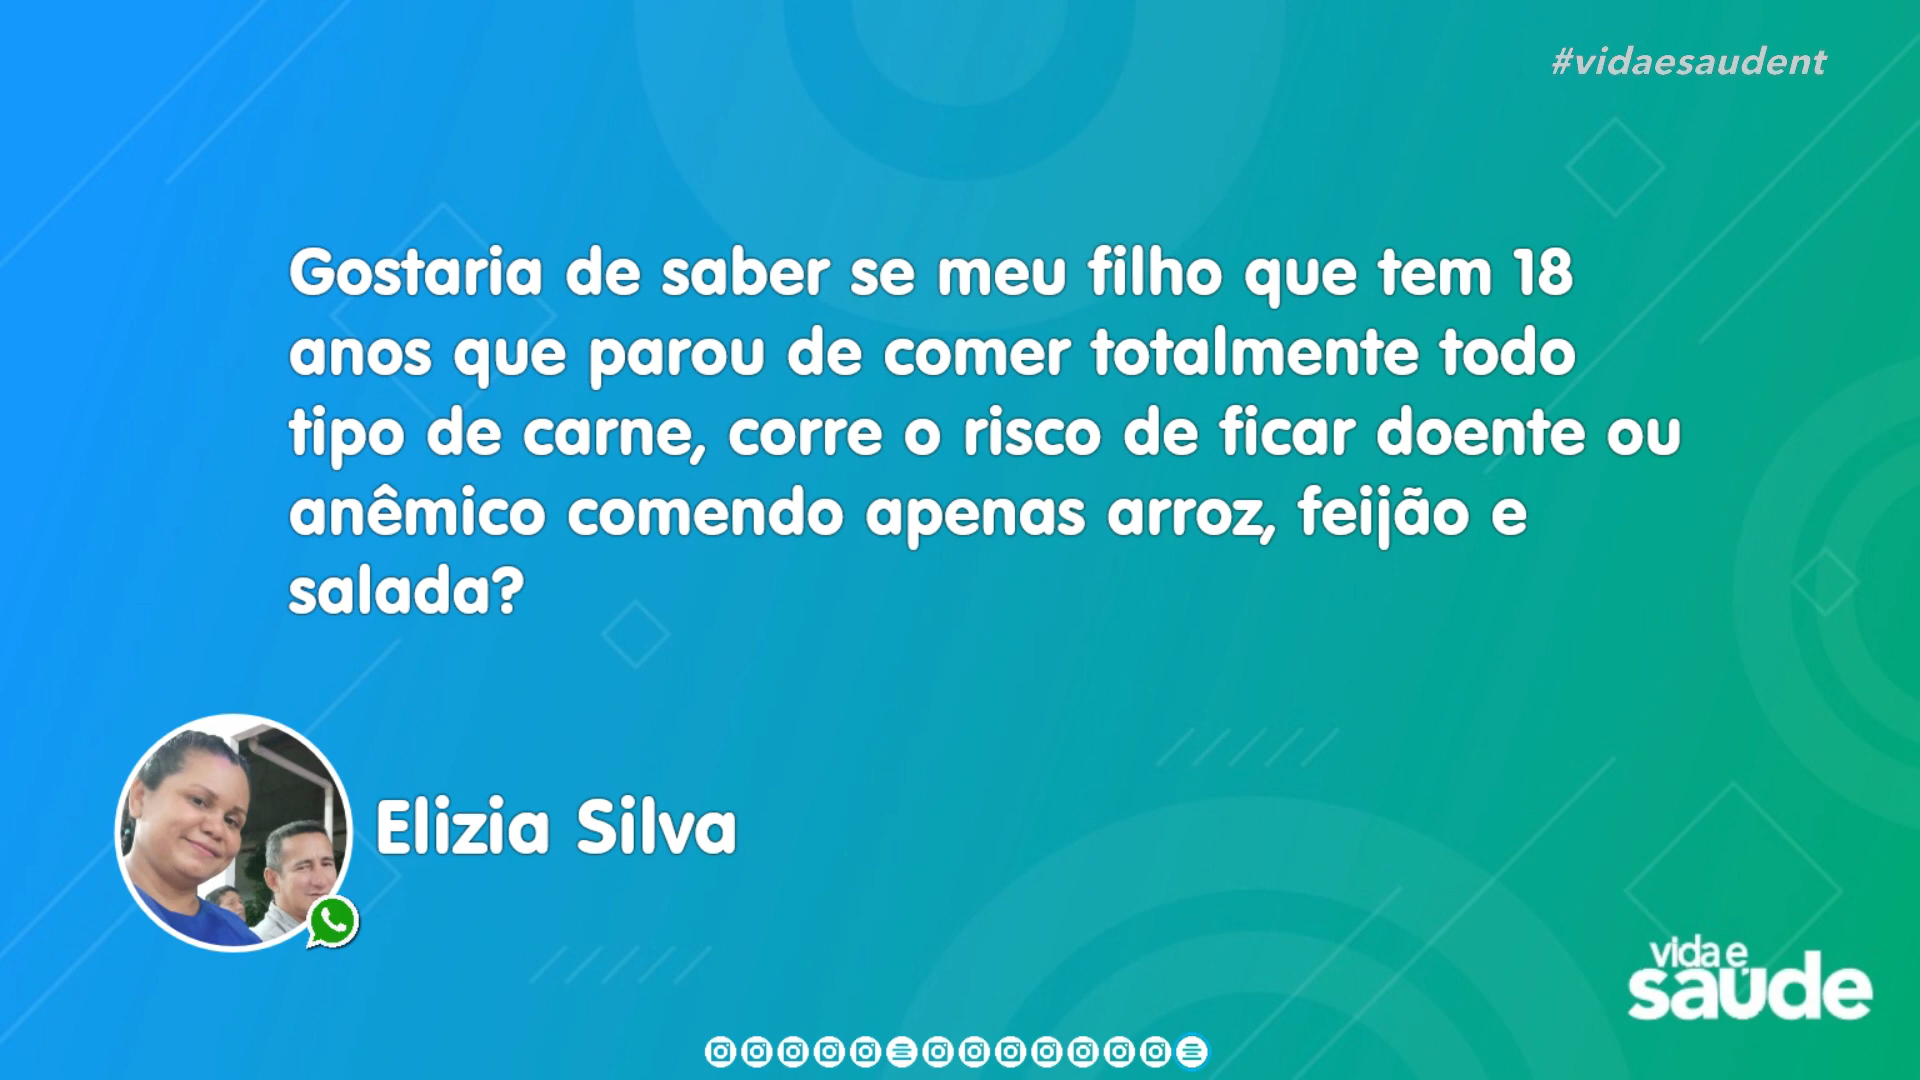 #vidaesaudent
Gostaria de saber se meu filho que tem 18
anos que parou de comer totalmente todo
tipo de carne, corre o risco de ficar doente ou
anêmico comendo apenas arroz, feijão e
salada?
Elizia Silva
vida e
saúde